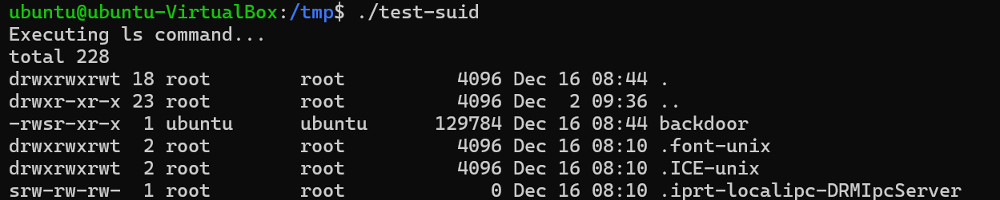 ubuntu@ubuntu-VirtualBox:/tmp$ ./test-suid
Executing ls command...
total 228
drwxrwxrwt 18 root        root          4096 Dec 16 08:44 .
drwxr-xr-x 23 root        root          4096 Dec  2 09:36 ..
-rwsr-xr-x  1 ubuntu      ubuntu      129784 Dec 16 08:44 backdoor
drwxrwxrwt  2 root        root          4096 Dec 16 08:10 .font-unix
drwxrwxrwt  2 root        root          4096 Dec 16 08:10 .ICE-unix
srw-rw-rw-  1 root        root             0 Dec 16 08:10 .iprt-localipc-DRMIpcServer